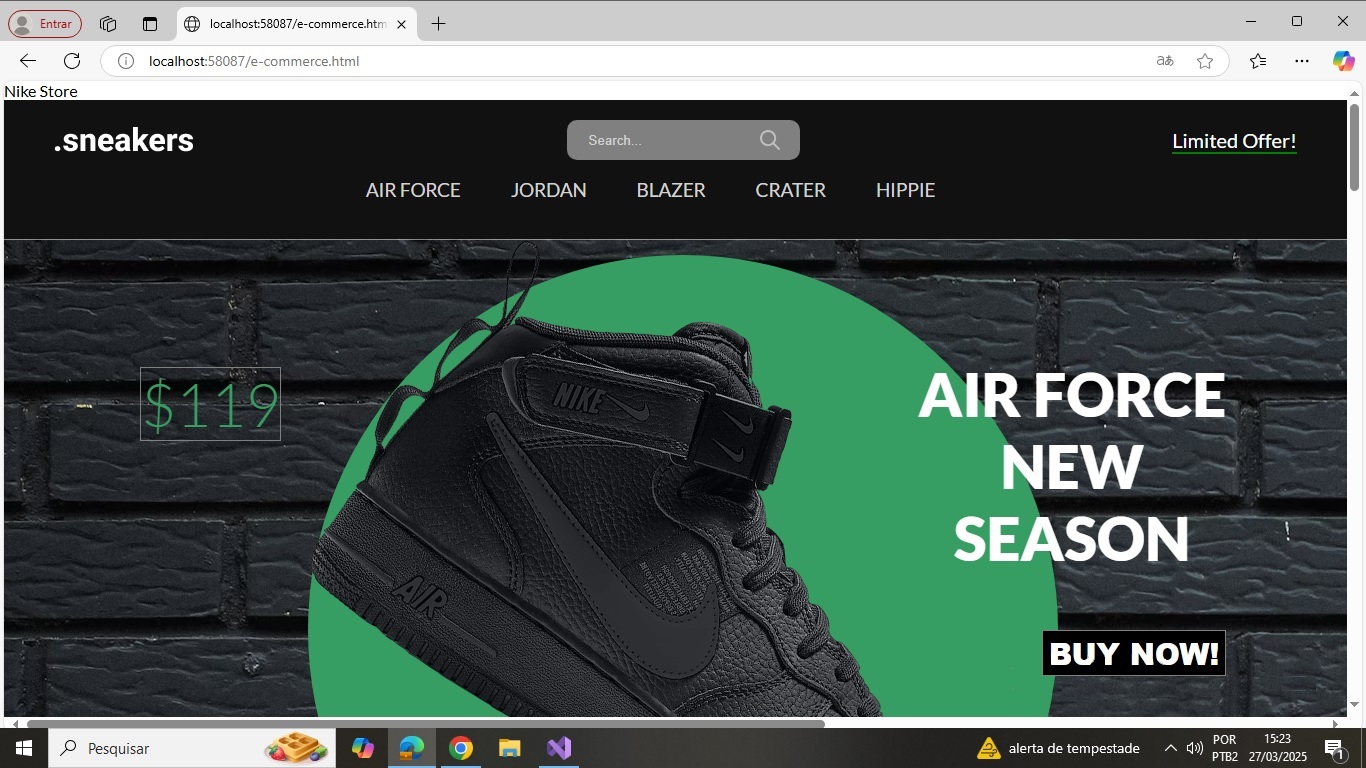 Entrar
localhost:58087/e-commerce.htm
localhost:58087/e-commerce.html
Nike Store
.sneakers
Search...
Limited Offer!
AIR FORCE JORDAN BLAZER CRATER HIPPIE
$119
NIKE
AIR
AIR FORCE
NEW
SEASON
BUY NOW!
Pesquisar
alerta de tempestade
POR
PTB2
15:23
27/03/2025
1